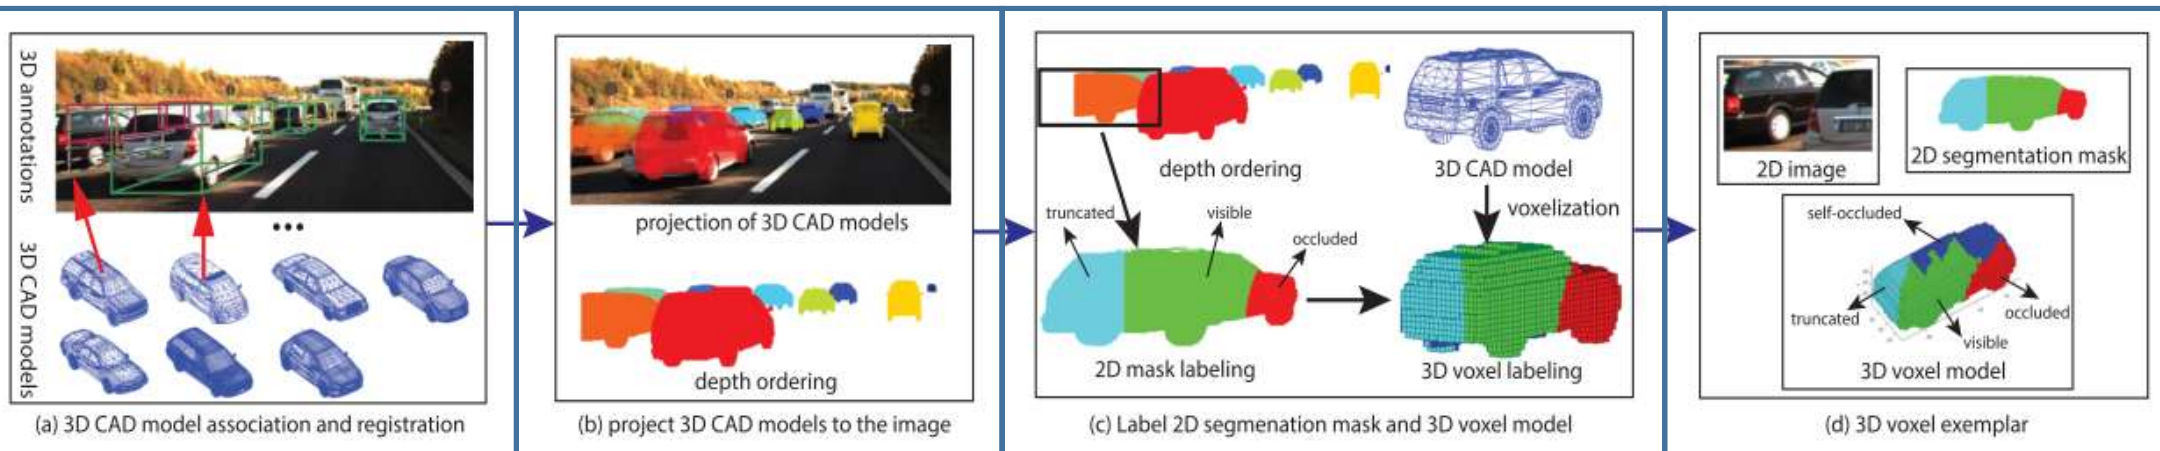 3D annotations
3D CAD models
(a) 3D CAD model association and registration
projection of 3D CAD models
depth ordering
(b) project 3D CAD models to the image
depth ordering
3D CAD model
voxelization
truncated
visible
occluded
2D mask labeling
3D voxel labeling
(c) Label 2D segmenation mask and 3D voxel model
2D image
2D segmentation mask
self-occluded
truncated
occluded
visible
3D voxel model
(d) 3D voxel exemplar